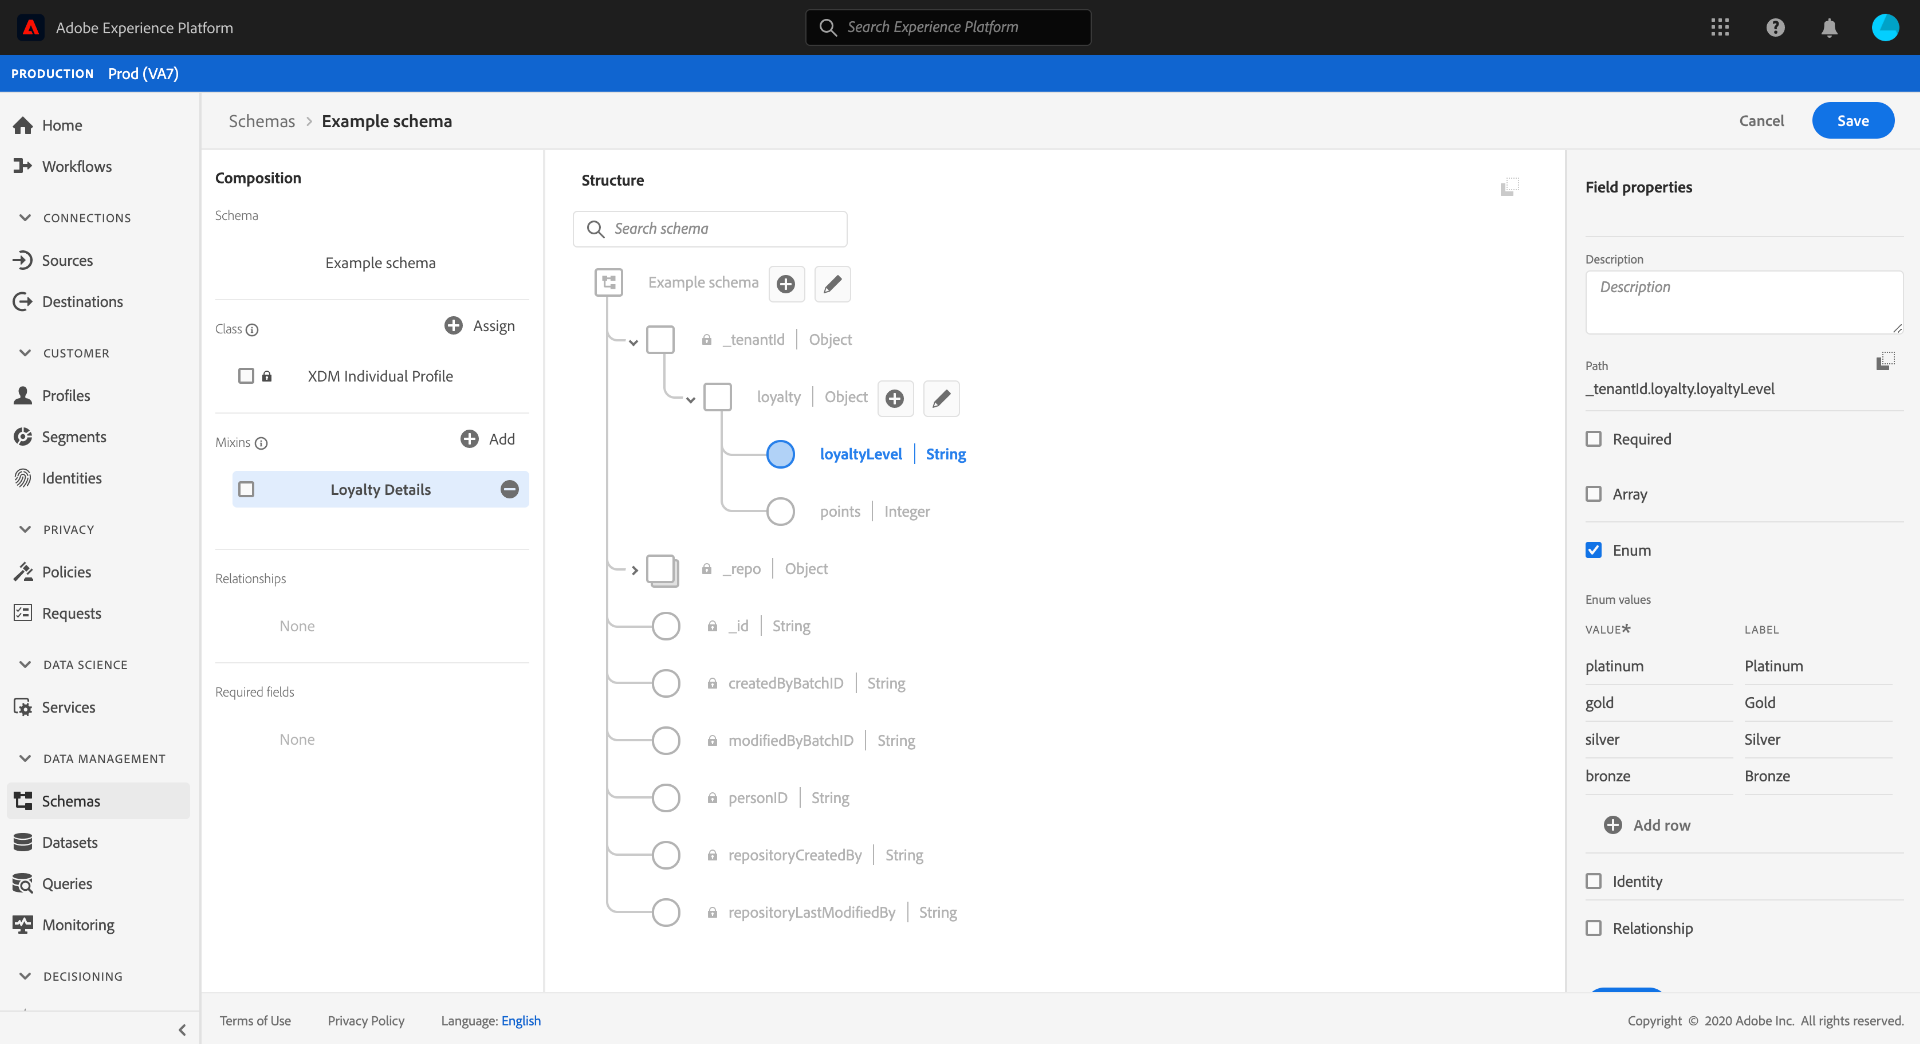 Adobe Experience Platform
Search Experience Platform
PRODUCTION Prod (VA7)
Home
Workflows
CONNECTIONS
Sources
Destinations
CUSTOMER
Profiles
Segments
Identities
PRIVACY
Policies
Requests
DATA SCIENCE
Services
DATA MANAGEMENT
Schemas
Datasets
Queries
Monitoring
DECISIONING
Schemas > Example schema
Cancel
Save
Composition
Schema
Example schema
Class
Assign
XDM Individual Profile
Mixins
Add
Loyalty Details
Relationships
None
Required fields
None
Structure
Search schema
Example schema
_tenantId | Object
loyalty | Object
loyaltyLevel | String
points | Integer
_repo | Object
_id | String
createdByBatchID | String
modifiedByBatchID | String
personID | String
repositoryCreatedBy | String
repositoryLastModifiedBy | String
Field properties
Description
Description
Path
_tenantId.loyalty.loyaltyLevel
Required
Array
Enum
Enum values
VALUE* LABEL
platinum Platinum
gold Gold
silver Silver
bronze Bronze
Add row
Identity
Relationship
Terms of Use Privacy Policy Language: English
Copyright © 2020 Adobe Inc. All rights reserved.